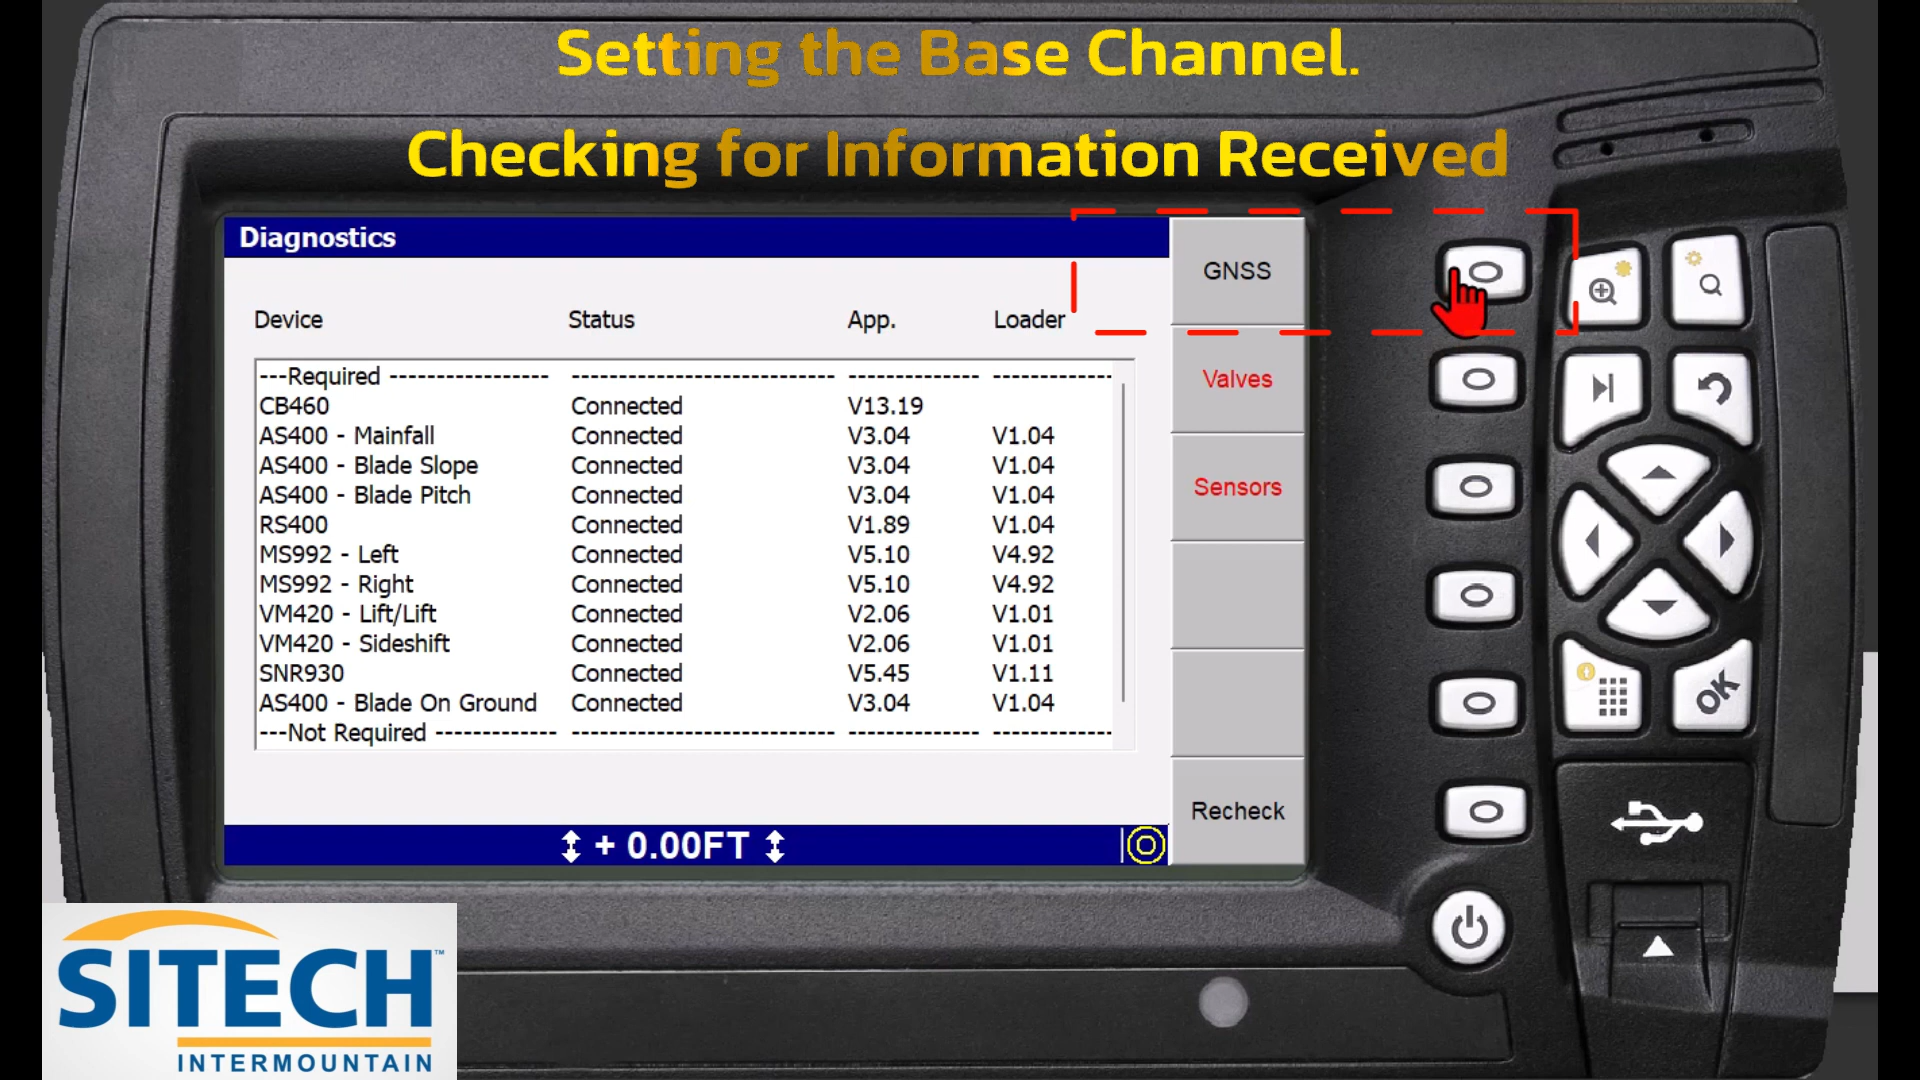 Setting the Base Channel.
Checking for Information Received
Diagnostics
Device Status App. Loader
---Required ----------------- ---------------------------- -------------- -------------
CB460 Connected V13.19
AS400 - Mainfall Connected V3.04 V1.04
AS400 - Blade Slope Connected V3.04 V1.04
AS400 - Blade Pitch Connected V3.04 V1.04
RS400 Connected V1.89 V1.04
MS992 - Left Connected V5.10 V4.92
MS992 - Right Connected V5.10 V4.92
VM420 - Lift/Lift Connected V2.06 V1.01
VM420 - Sideshift Connected V2.06 V1.01
SNR930 Connected V5.45 V1.11
AS400 - Blade On Ground Connected V3.04 V1.04
---Not Required ------------- ---------------------------- -------------- -------------
+ 0.00FT
GNSS
Valves
Sensors
Recheck
OK
SITECH™
INTERMOUNTAIN